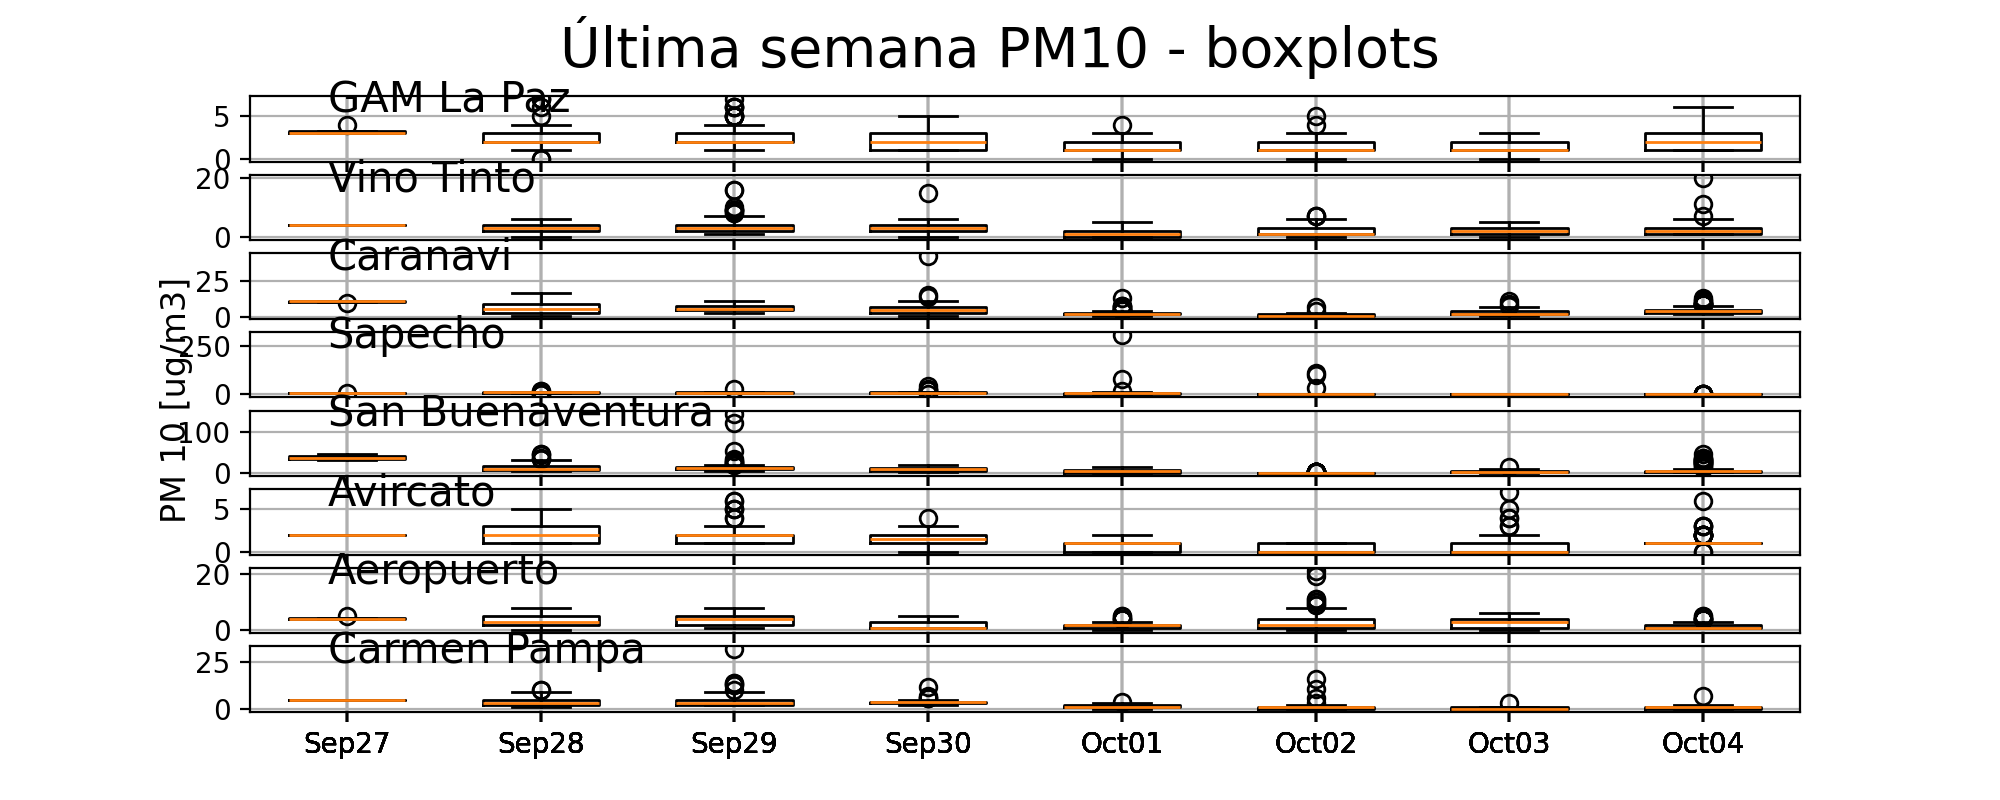 Última semana PM10 - boxplots
GAM La Paz
5
0
Vino Tinto
20
0
Caranavi
25
0
Sapecho
250
0
San Buenaventura
100
0
Avircato
5
0
Aeropuerto
20
0
Carmen Pampa
25
0
PM 10 [ug/m3]
Sep27 Sep28 Sep29 Sep30 Oct01 Oct02 Oct03 Oct04